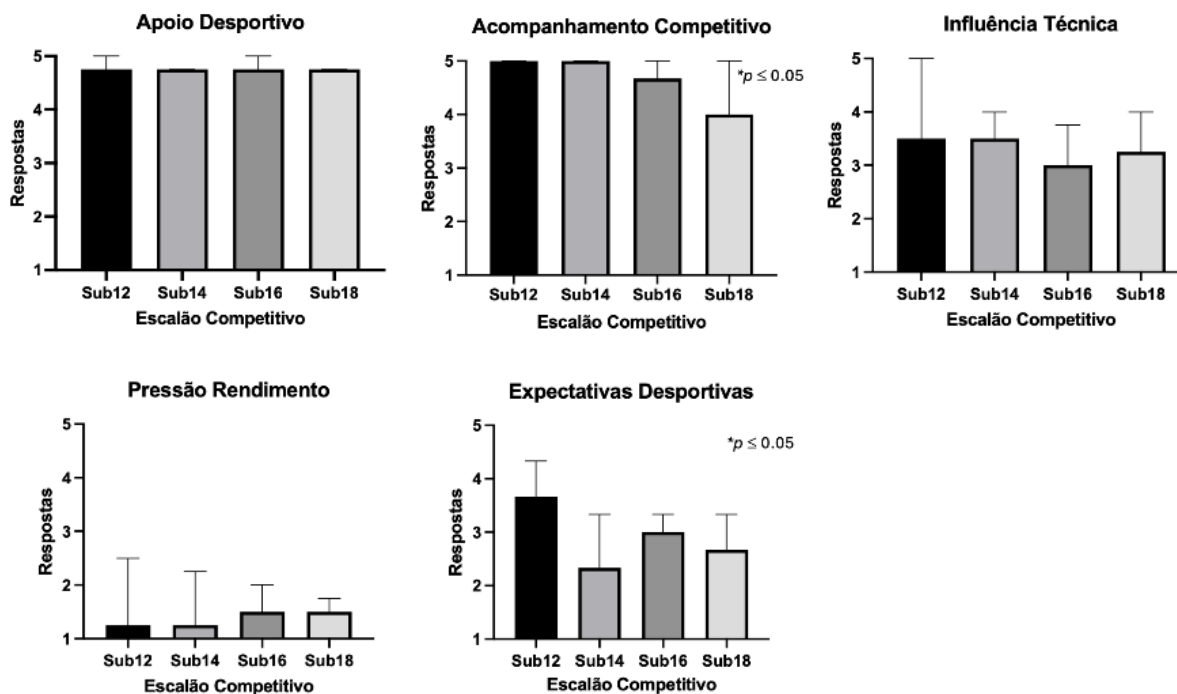 Apoio Desportivo
Respostas
5
4
3
2
1
Sub12 Sub14 Sub16 Sub18
Escalão Competitivo
Acompanhamento Competitivo
*p ≤ 0.05
Respostas
5
4
3
2
1
Sub12 Sub14 Sub16 Sub18
Escalão Competitivo
Influência Técnica
Respostas
5
4
3
2
1
Sub12 Sub14 Sub16 Sub18
Escalão Competitivo
Pressão Rendimento
Respostas
5
4
3
2
1
Sub12 Sub14 Sub16 Sub18
Escalão Competitivo
Expectativas Desportivas
*p ≤ 0.05
Respostas
5
4
3
2
1
Sub12 Sub14 Sub16 Sub18
Escalão Competitivo